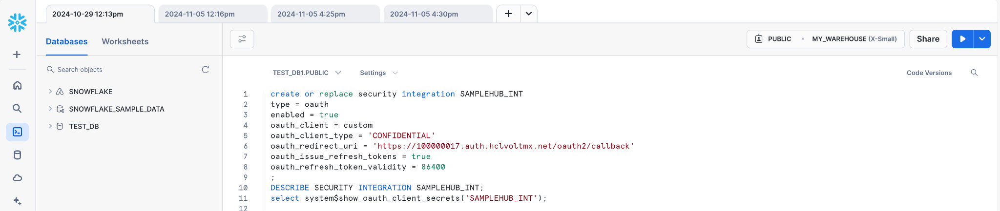 2024-10-29 12:13pm
2024-11-05 12:16pm
2024-11-05 4:25pm
2024-11-05 4:30pm
Databases
Worksheets
PUBLIC
MY_WAREHOUSE (X-Small)
Share
Search objects
SNOWFLAKE
SNOWFLAKE_SAMPLE_DATA
TEST_DB
TEST_DB1.PUBLIC
Settings
Code Versions
1 create or replace security integration SAMPLEHUB_INT
2 type = oauth
3 enabled = true
4 oauth_client = custom
5 oauth_client_type = 'CONFIDENTIAL'
6 oauth_redirect_uri = 'https://100000017.auth.hclvoltmx.net/oauth2/callback'
7 oauth_issue_refresh_tokens = true
8 oauth_refresh_token_validity = 86400
9 ;
10 DESCRIBE SECURITY INTEGRATION SAMPLEHUB_INT;
11 select system$show_oauth_client_secrets('SAMPLEHUB_INT');
12